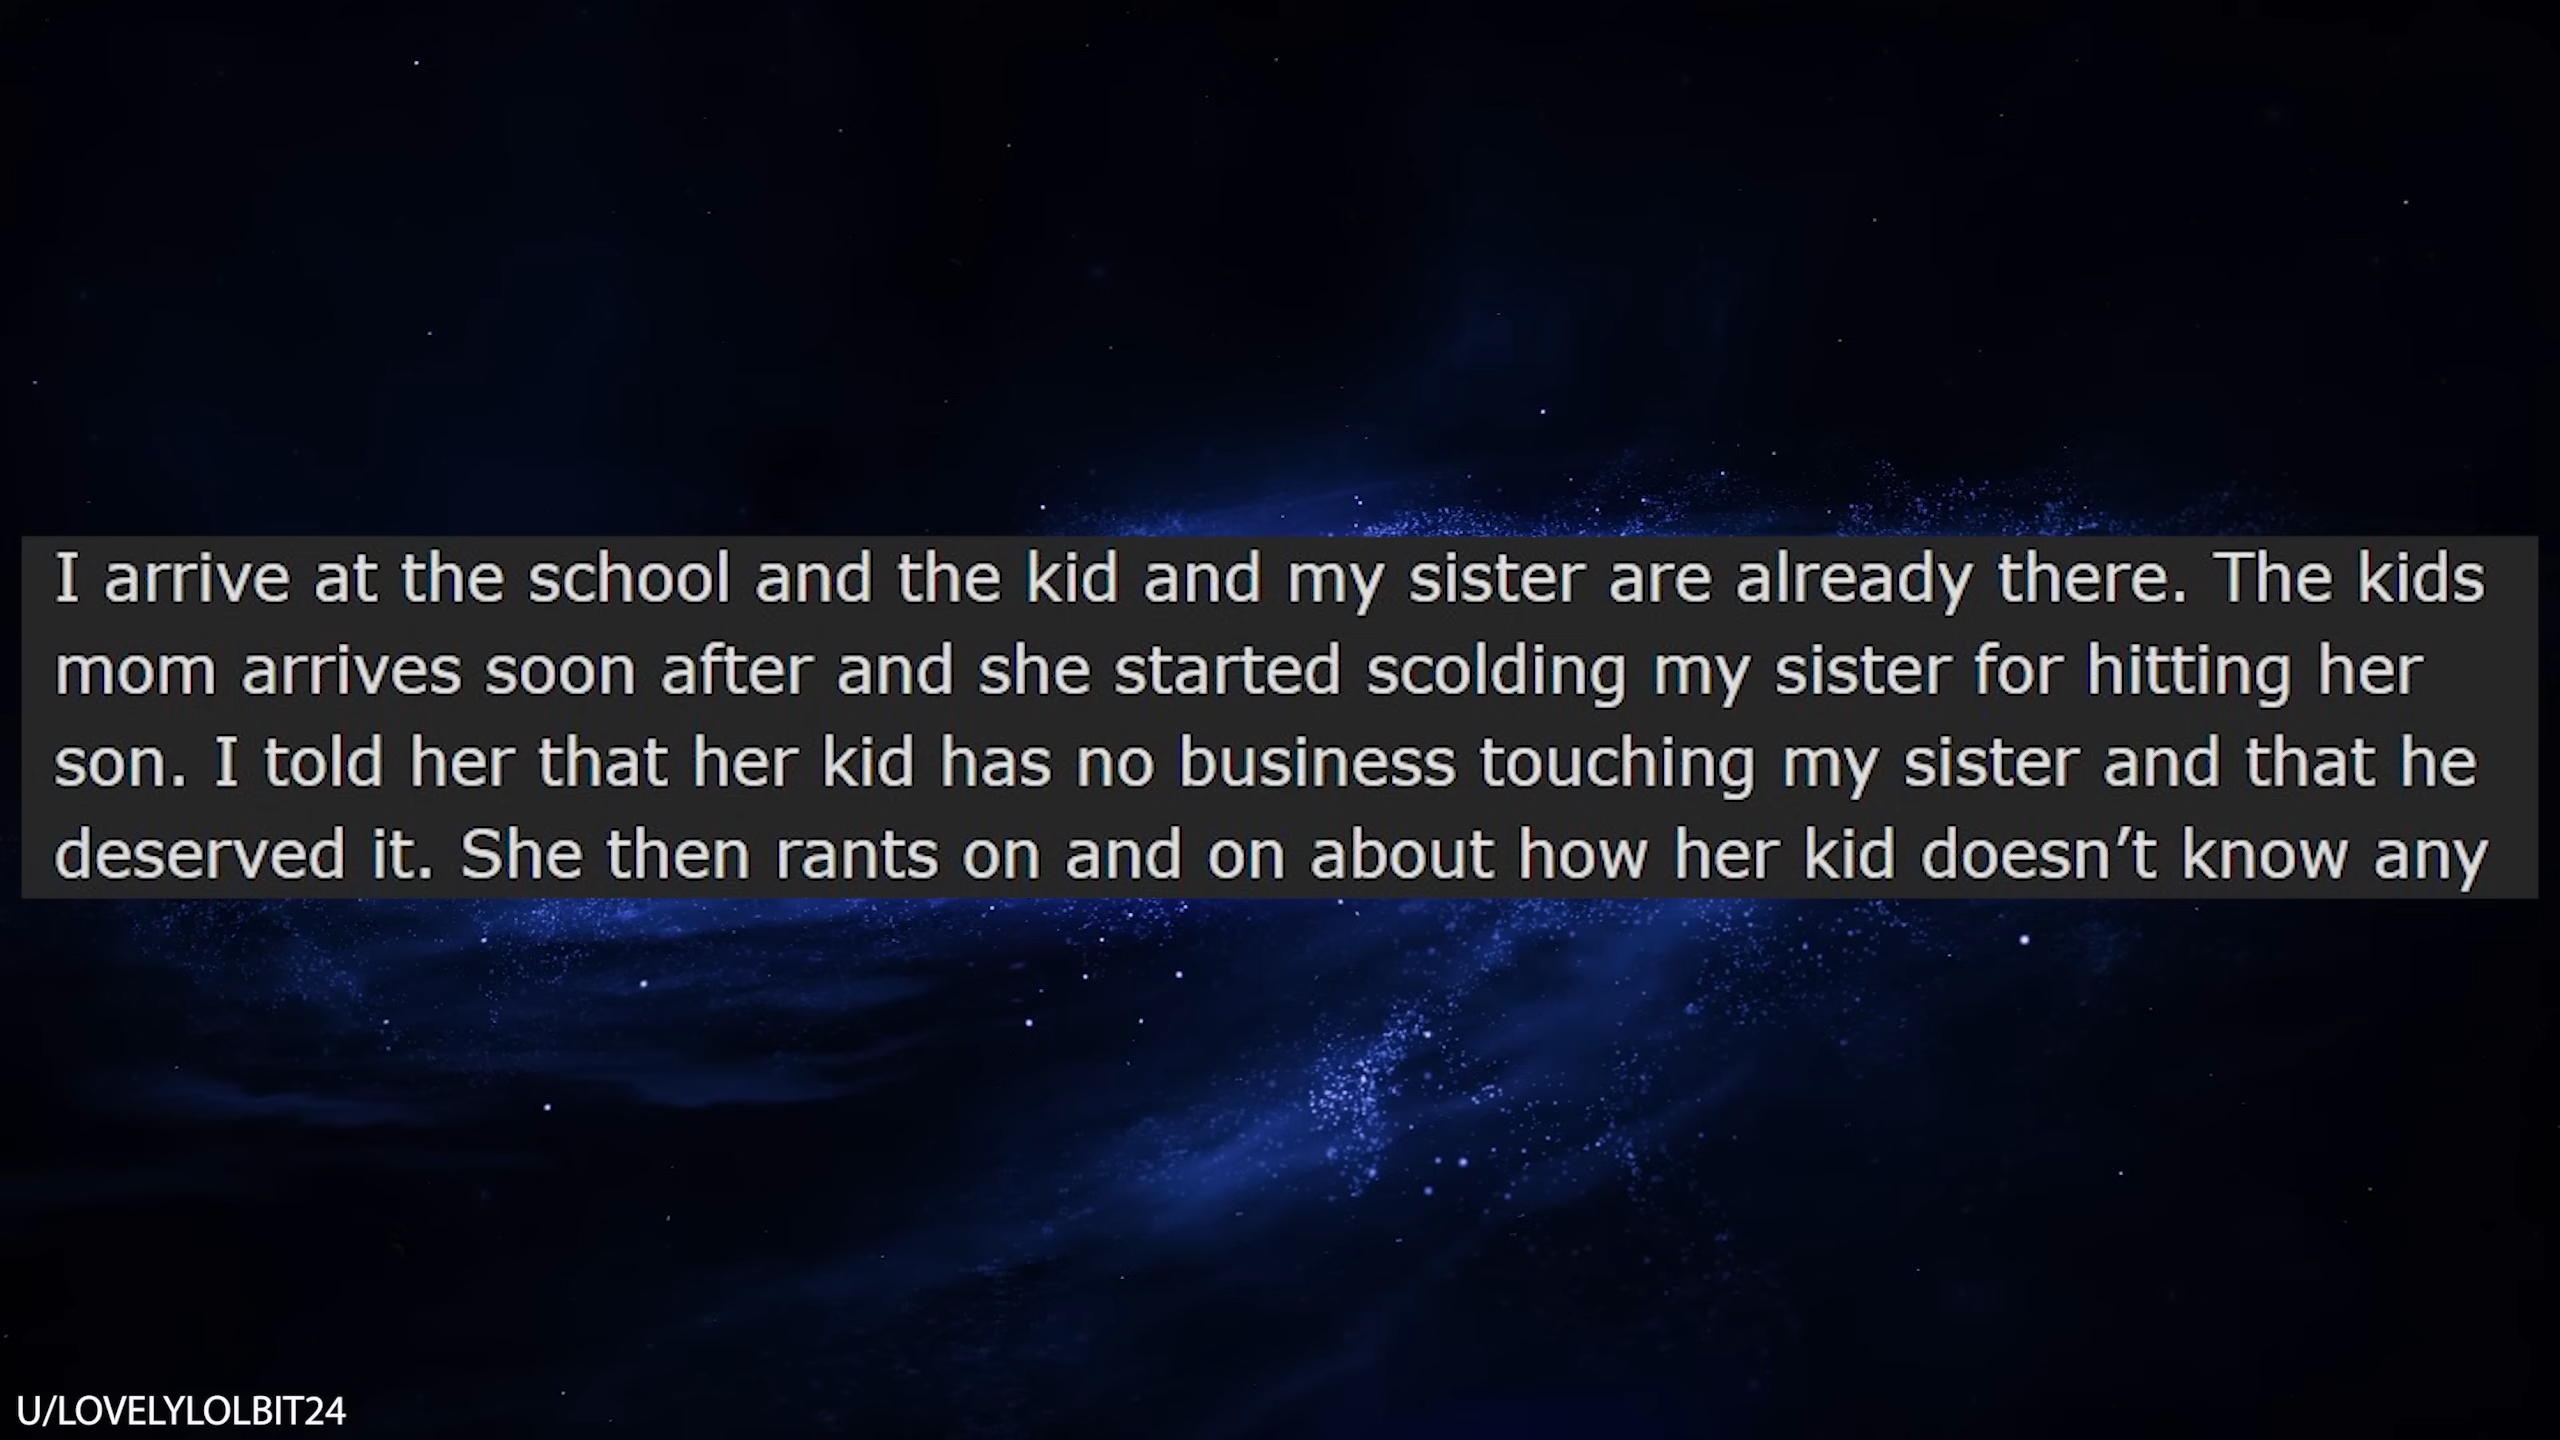 I arrive at the school and the kid and my sister are already there. The kids
mom arrives soon after and she started scolding my sister for hitting her
son. I told her that her kid has no business touching my sister and that he
deserved it. She then rants on and on about how her kid doesn’t know any
U/LOVELYLOLBIT24